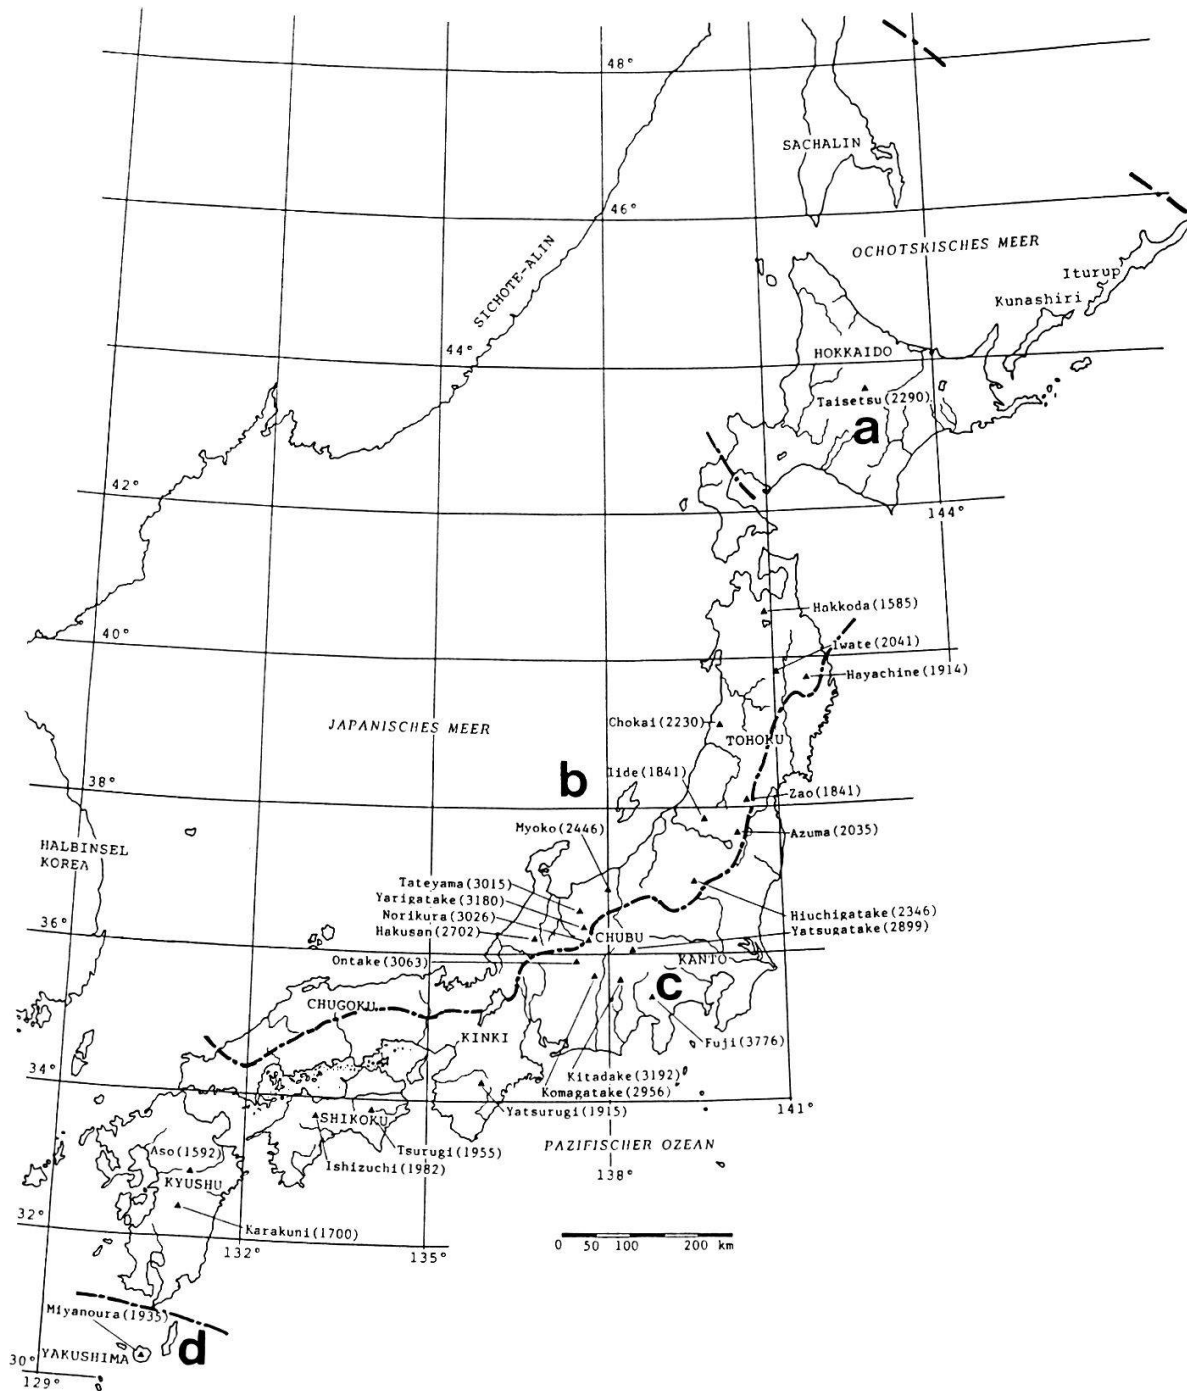 48°
SACHALIN
46°
OCHOTSKISCHES MEER
SICHOTE-ALIN
Iturup
Kunashiri
44°
HOKKAIDO
Taisetsu(2290)
a
42°
144°
Hokkoda(1585)
40°
Iwate(2041)
Hayachine(1914)
JAPANISCHES MEER
Chokai(2230)
TOHOKU
b
Iide(1841)
38°
Zao(1841)
Myoko(2446)
Azuma(2035)
HALBINSEL
KOREA
Tateyama(3015)
Yarigatake(3180)
Norikura(3026)
Hakusan(2702)
Hiuchigatake(2346)
Yatsugatake(2899)
36°
CHUBU
Ontake(3063)
KANTO
c
CHUGOKU
KINKI
Fuji(3776)
34°
Kitadake(3192)
Komagatake(2956)
141°
Yatsurugi(1915)
SHIKOKU
PAZIFISCHER OZEAN
Aso(1592)
Tsurugi(1955)
Ishizuchi(1982)
138°
KYUSHU
32°
Karakuni(1700)
132°
135°
0 50 100 200 km
Miyanoura(1935)
YAKUSHIMA
d
30°
129°